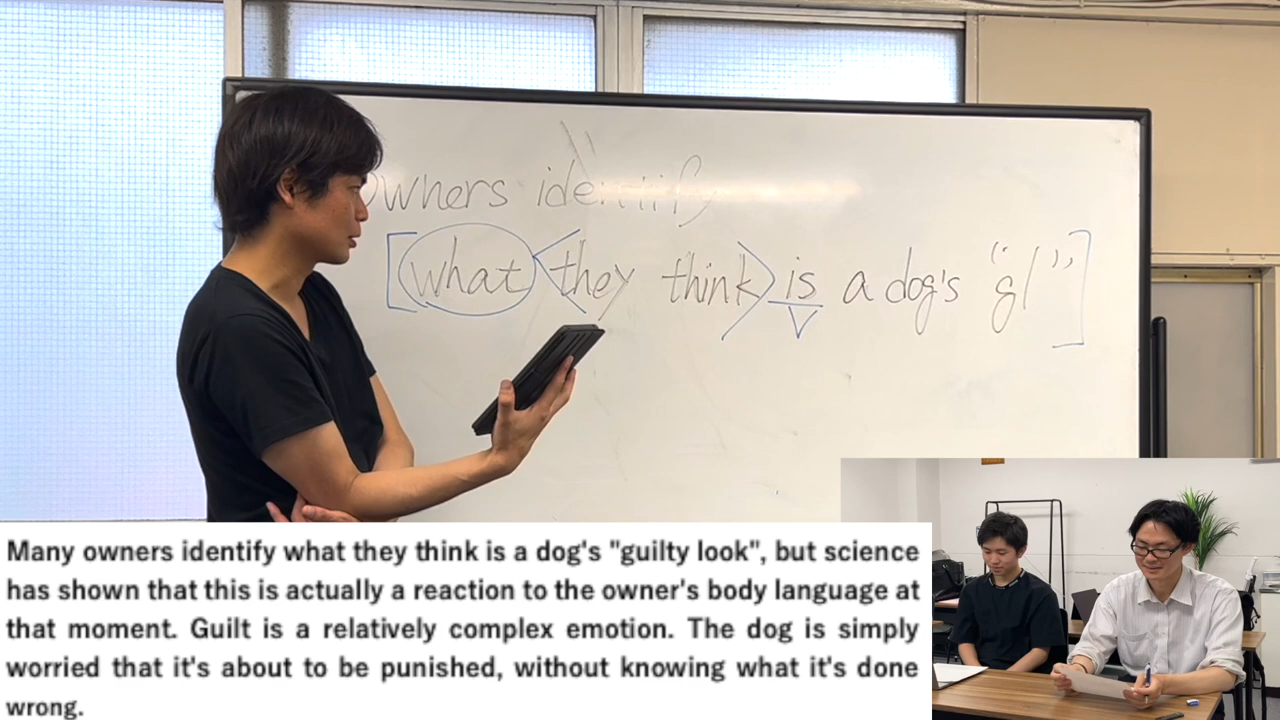 Owners identify
[what <they think> is a dog's "gl"]
V
Many owners identify what they think is a dog's "guilty look", but science
has shown that this is actually a reaction to the owner's body language at
that moment. Guilt is a relatively complex emotion. The dog is simply
worried that it's about to be punished, without knowing what it's done
wrong.